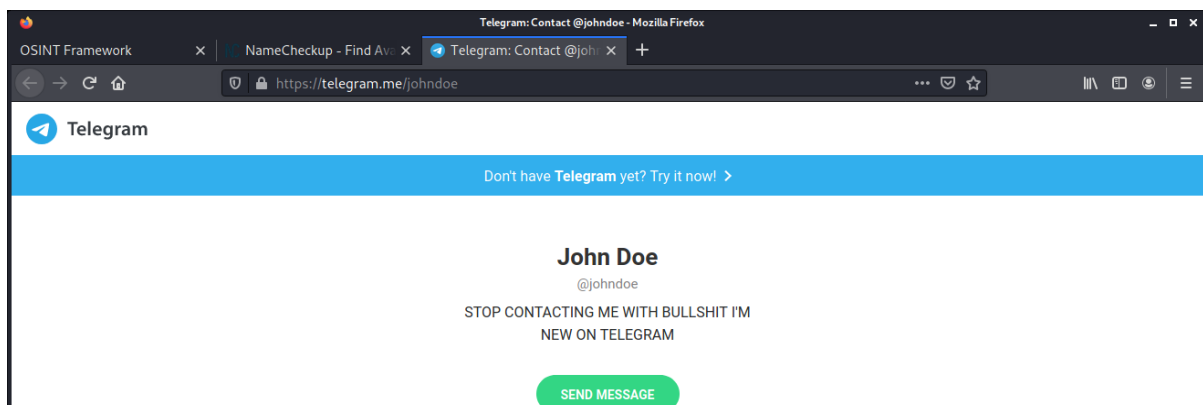 Telegram: Contact @johndoe - Mozilla Firefox
OSINT Framework NameCheckup - Find Ava Telegram: Contact @joh
https://telegram.me/johndoe
Telegram
Don't have Telegram yet? Try it now!
John Doe
@johndoe
STOP CONTACTING ME WITH BULLSHIT I'M
NEW ON TELEGRAM
SEND MESSAGE